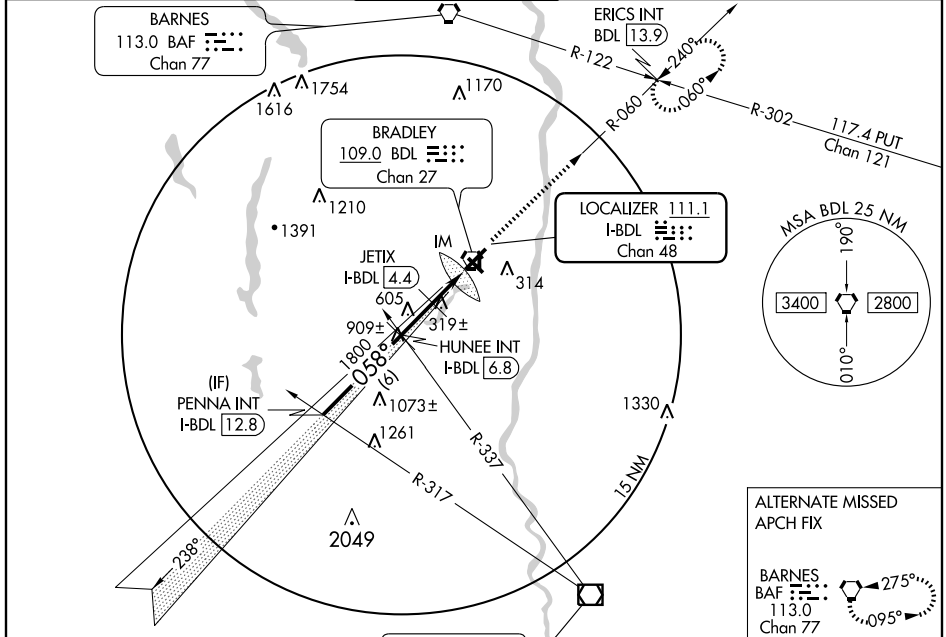 BARNES
113.0 BAF
Chan 77
ERICS INT
BDL 13.9
R-122
240°
060°
R-060
R-302
117.4 PUT
Chan 121
1616
1754
1170
BRADLEY
109.0 BDL
Chan 27
1210
1391
LOCALIZER 111.1
I-BDL
Chan 48
MSA BDL 25 NM
190°
3400
2800
010°
IM
JETIX
I-BDL 4.4
314
605
319±
909±
HUNEE INT
I-BDL 6.8
1800
058°
(6)
(IF)
PENNA INT
I-BDL 12.8
1073±
1261
1330
R-337
R-317
15 NM
2049
238°
ALTERNATE MISSED
APCH FIX
BARNES
BAF
113.0
Chan 77
275°
095°